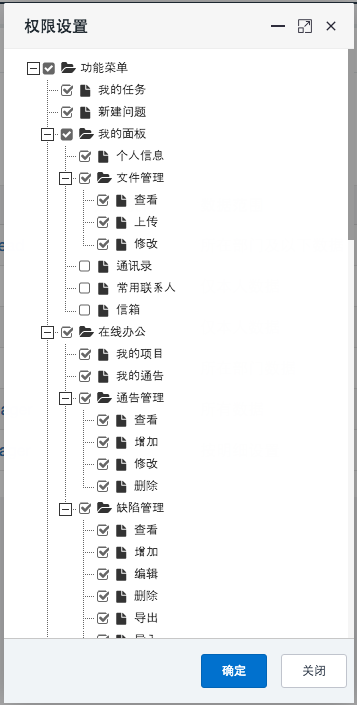 权限设置
功能菜单
我的任务
新建问题
我的面板
个人信息
文件管理
查看
上传
修改
通讯录
常用联系人
信箱
在线办公
我的项目
我的通告
通告管理
查看
增加
修改
删除
缺陷管理
查看
增加
编辑
删除
导出
导入
确定
关闭